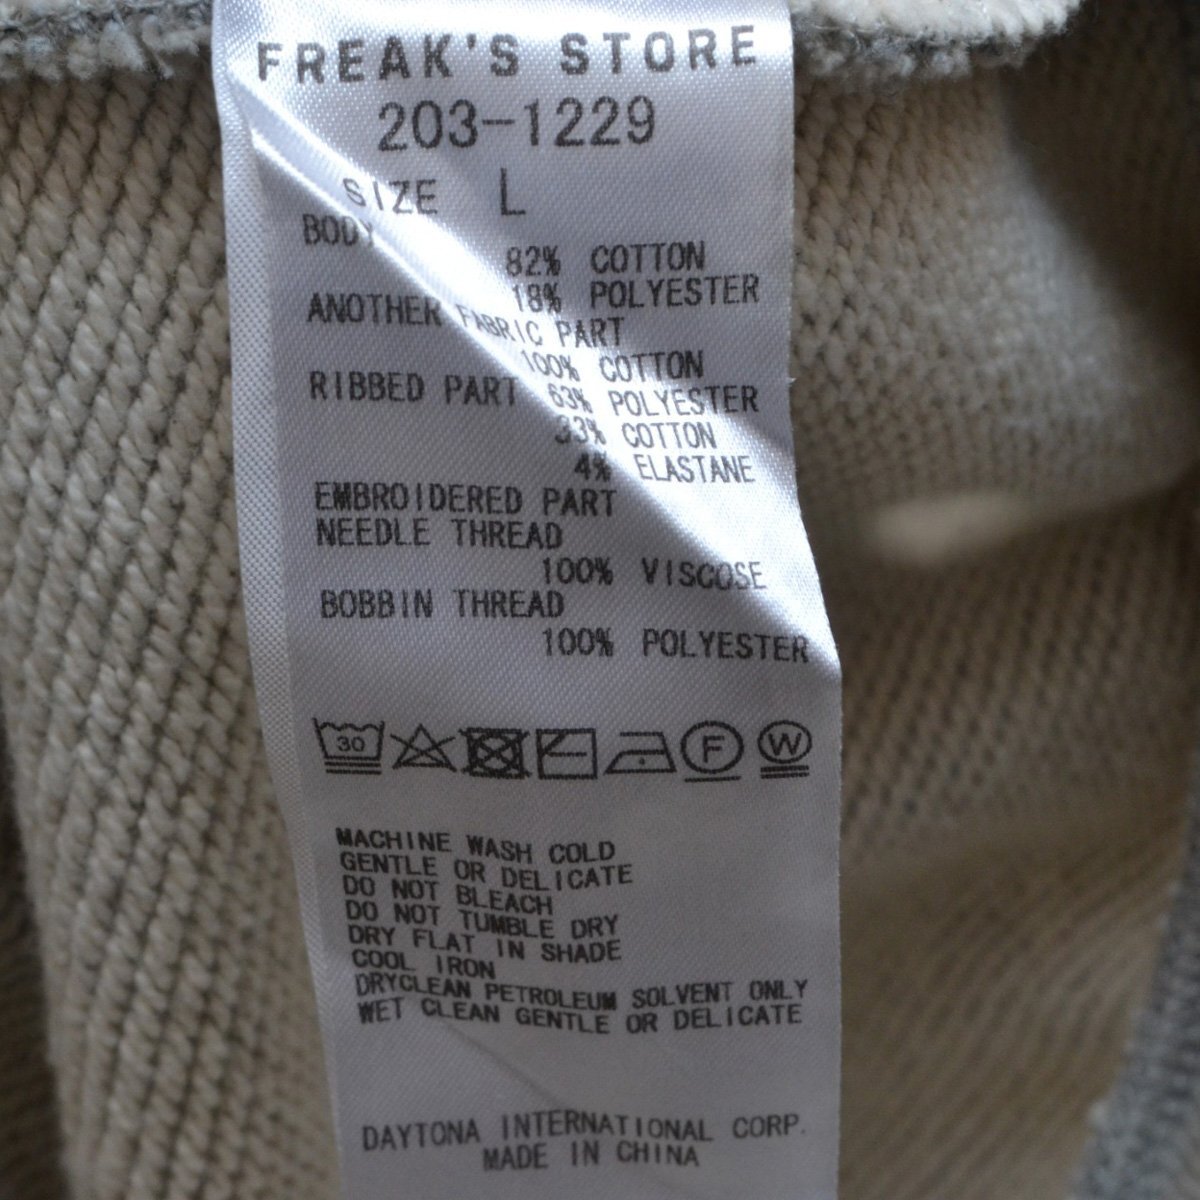 FREAK'S STORE
203-1229
SIZE L
BODY
82% COTTON
18% POLYESTER
ANOTHER FABRIC PART
100% COTTON
RIBBED PART 63% POLYESTER
33% COTTON
4% ELASTANE
EMBROIDERED PART
NEEDLE THREAD
100% VISCOSE
BOBBIN THREAD
100% POLYESTER
30 F W
MACHINE WASH COLD
GENTLE OR DELICATE
DO NOT BLEACH
DO NOT TUMBLE DRY
DRY FLAT IN SHADE
COOL IRON
DRYCLEAN PETROLEUM SOLVENT ONLY
WET CLEAN GENTLE OR DELICATE
DAYTONA INTERNATIONAL CORP.
MADE IN CHINA